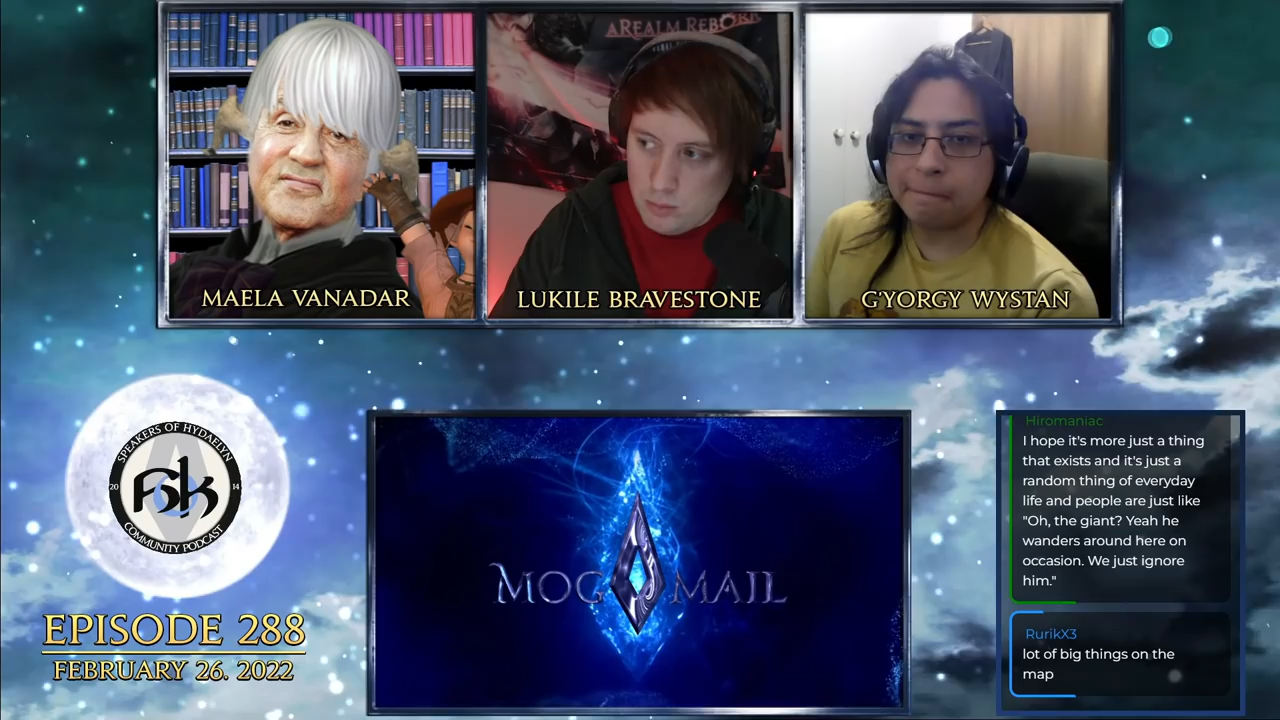 A REALM REBORN
MAELA VANADAR
LUKILE BRAVESTONE
G'YORGY WYSTAN
SPEAKERS OF HYDAELYN
20 14
COMMUNITY PODCAST
EPISODE 288
FEBRUARY 26. 2022
MOG MAIL
Hiromaniac
I hope it's more just a thing
that exists and it's just a
random thing of everyday
life and people are just like
"Oh, the giant? Yeah he
wanders around here on
occasion. We just ignore
him."
RurikX3
lot of big things on the
map